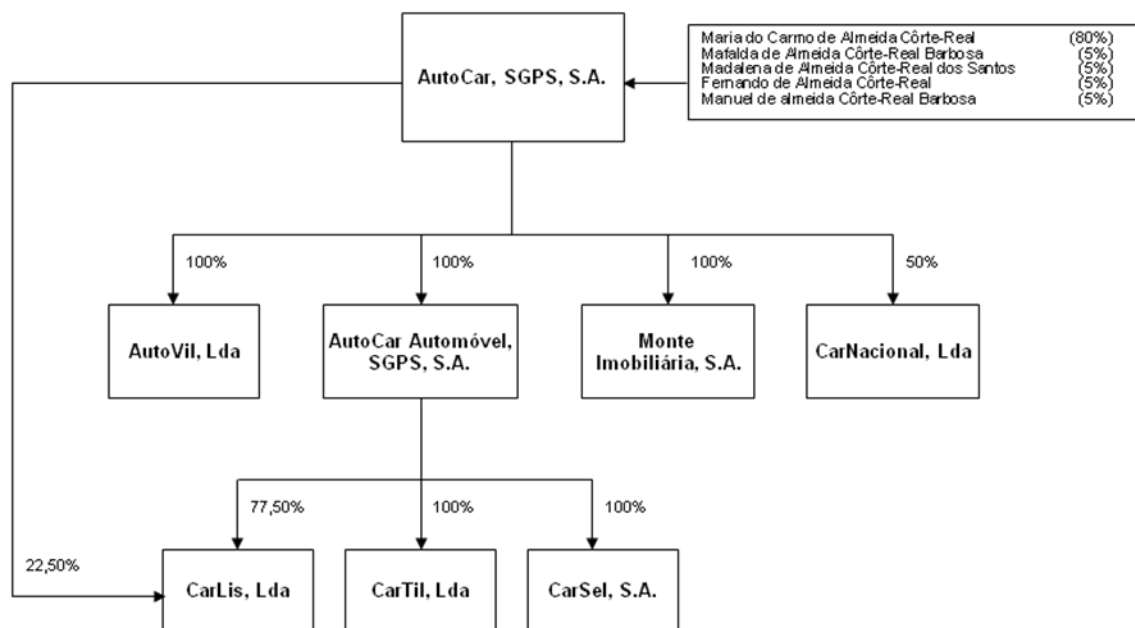 Maria do Carmo de Almeida Côrte-Real (80%)
Mafalda de Almeida Côrte-Real Barbosa (5%)
Madalena de Almeida Côrte-Real dos Santos (5%)
Fernando de Almeida Côrte-Real (5%)
Manuel de almeida Côrte-Real Barbosa (5%)
AutoCar, SGPS, S.A.
100%
100%
100%
50%
AutoVil, Lda
AutoCar Automóvel,
SGPS, S.A.
Monte
Imobiliária, S.A.
CarNacional, Lda
77,50%
100%
100%
22,50%
CarLis, Lda
CarTil, Lda
CarSel, S.A.